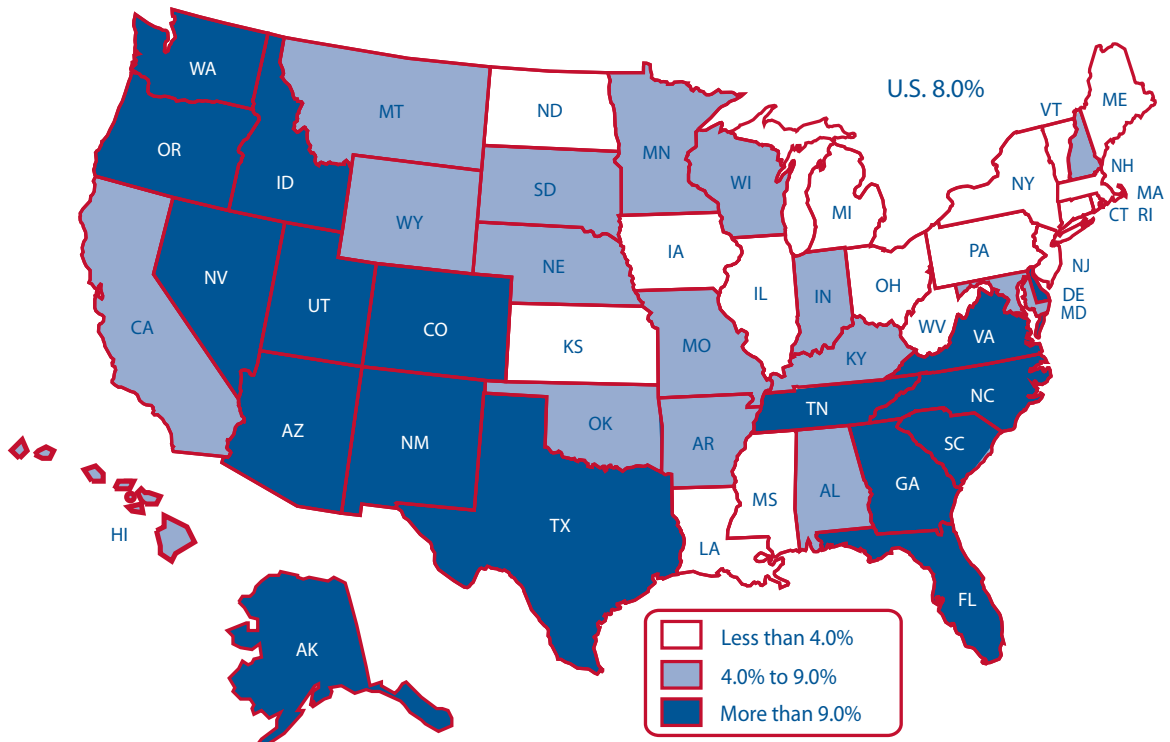 WA
U.S. 8.0%
MT
ND
VT
ME
OR
MN
ID
SD
WI
NH
NY
MA
WY
MI
CT RI
IA
PA
NE
NJ
NV
OH
IL
IN
DE
UT
MD
CA
CO
WV
VA
KS
MO
KY
NC
TN
AZ
OK
NM
AR
SC
GA
AL
MS
TX
HI
LA
FL
AK
Less than 4.0%
4.0% to 9.0%
More than 9.0%